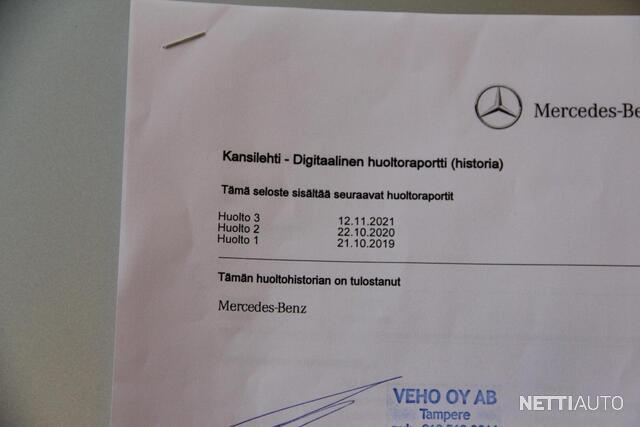 Mercedes-Be
Kansilehti - Digitaalinen huoltoraportti (historia)
Tämä seloste sisältää seuraavat huoltoraportit
Huolto 3 12.11.2021
Huolto 2 22.10.2020
Huolto 1 21.10.2019
Tämän huoltohistorian on tulostanut
Mercedes-Benz
VEHO OY AB
Tampere
NETTIAUTO